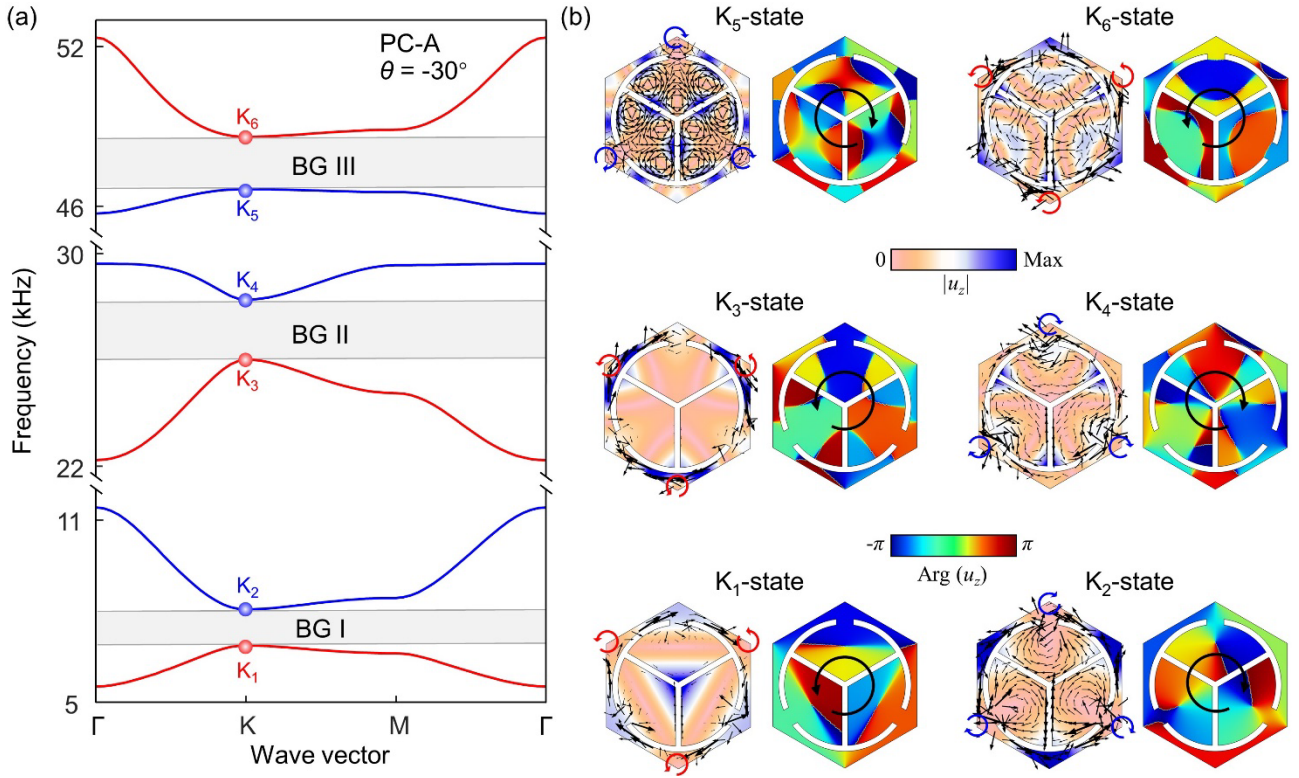 (a)
PC-A
θ = -30°
52
46
30
22
11
5
Frequency (kHz)
K₆
BG III
K₅
K₄
BG II
K₃
K₂
BG I
K₁
Γ K M Γ
Wave vector
(b)
K₅-state K₆-state
0 Max
|u_z|
K₃-state K₄-state
-π π
Arg (u_z)
K₁-state K₂-state